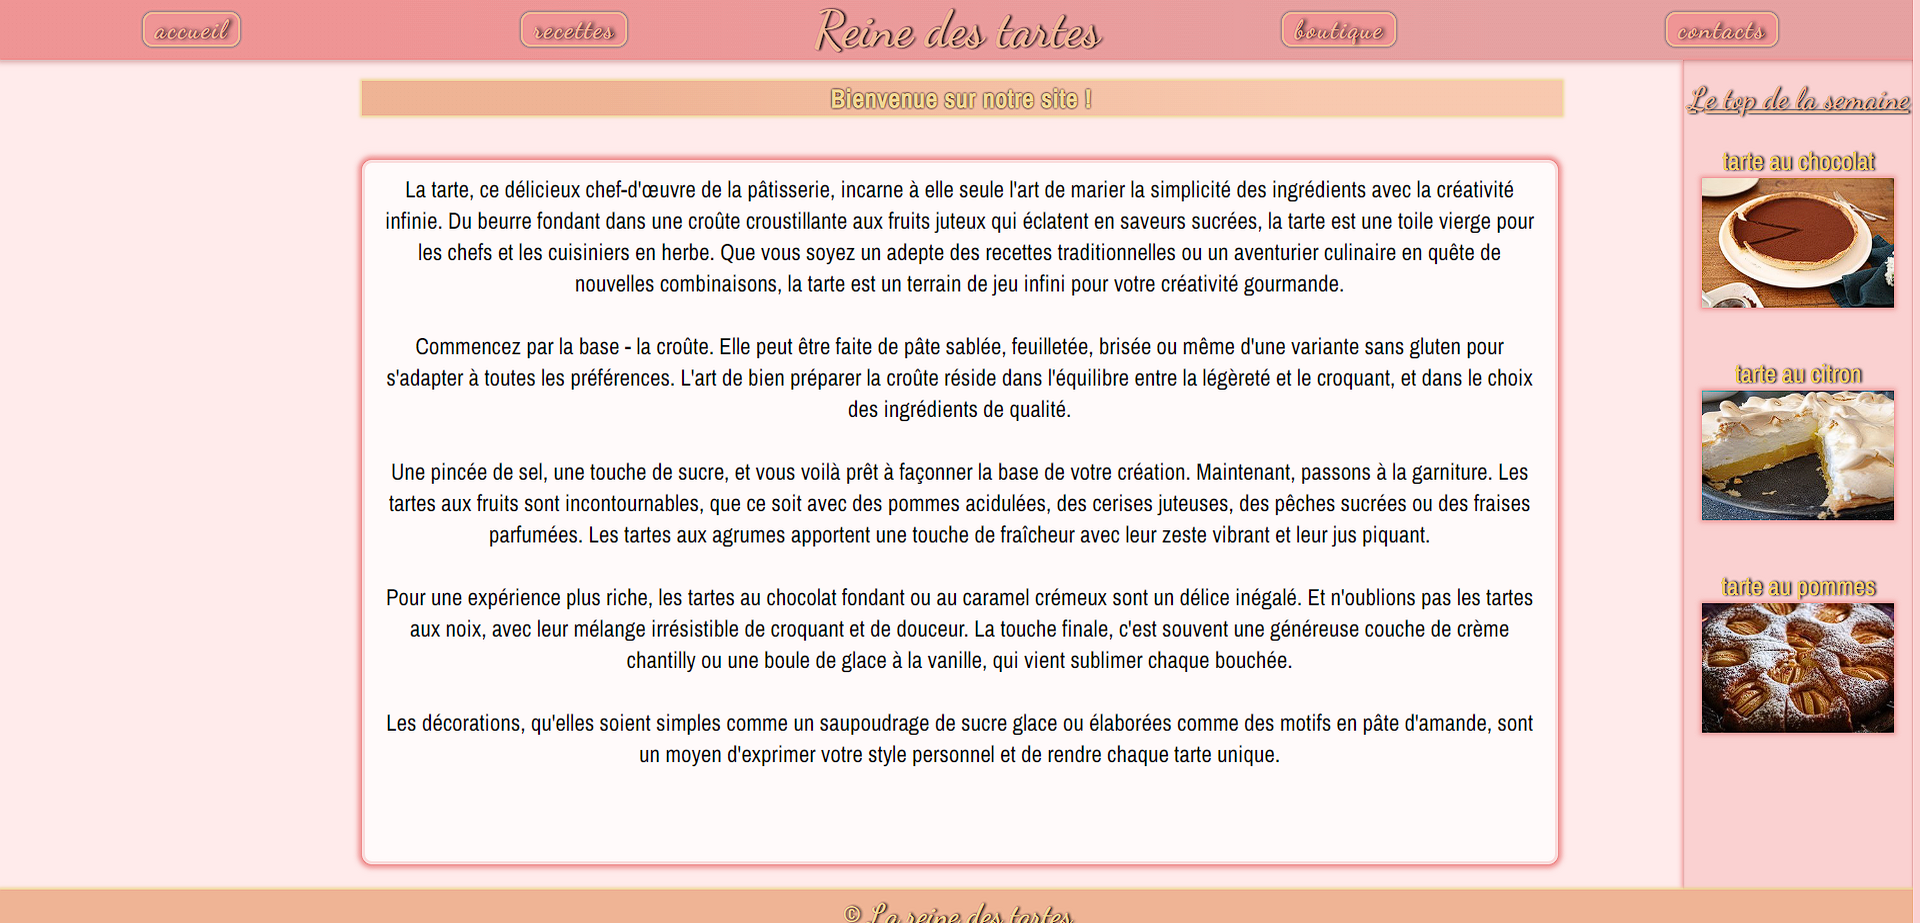 accueil
recettes
Reine des tartes
boutique
contacts
Bienvenue sur notre site !
La tarte, ce délicieux chef-d'œuvre de la pâtisserie, incarne à elle seule l'art de marier la simplicité des ingrédients avec la créativité
infinie. Du beurre fondant dans une croûte croustillante aux fruits juteux qui éclatent en saveurs sucrées, la tarte est une toile vierge pour
les chefs et les cuisiniers en herbe. Que vous soyez un adepte des recettes traditionnelles ou un aventurier culinaire en quête de
nouvelles combinaisons, la tarte est un terrain de jeu infini pour votre créativité gourmande.
Commencez par la base - la croûte. Elle peut être faite de pâte sablée, feuilletée, brisée ou même d'une variante sans gluten pour
s'adapter à toutes les préférences. L'art de bien préparer la croûte réside dans l'équilibre entre la légèreté et le croquant, et dans le choix
des ingrédients de qualité.
Une pincée de sel, une touche de sucre, et vous voilà prêt à façonner la base de votre création. Maintenant, passons à la garniture. Les
tartes aux fruits sont incontournables, que ce soit avec des pommes acidulées, des cerises juteuses, des pêches sucrées ou des fraises
parfumées. Les tartes aux agrumes apportent une touche de fraîcheur avec leur zeste vibrant et leur jus piquant.
Pour une expérience plus riche, les tartes au chocolat fondant ou au caramel crémeux sont un délice inégalé. Et n'oublions pas les tartes
aux noix, avec leur mélange irrésistible de croquant et de douceur. La touche finale, c'est souvent une généreuse couche de crème
chantilly ou une boule de glace à la vanille, qui vient sublimer chaque bouchée.
Les décorations, qu'elles soient simples comme un saupoudrage de sucre glace ou élaborées comme des motifs en pâte d'amande, sont
un moyen d'exprimer votre style personnel et de rendre chaque tarte unique.
Le top de la semaine
tarte au chocolat
tarte au citron
tarte au pommes
© La reine des tartes